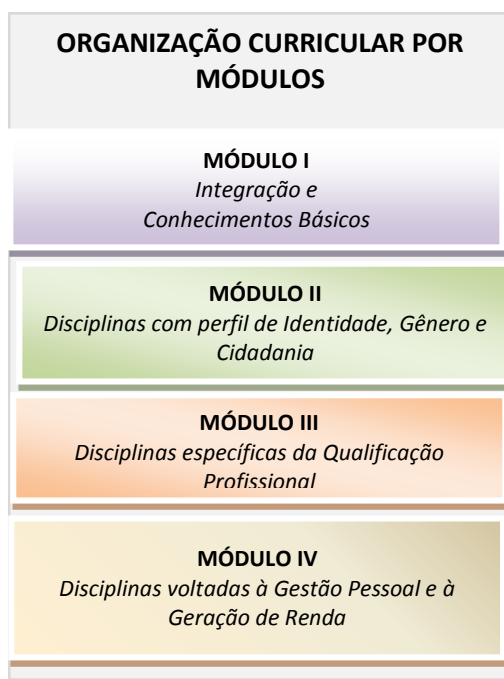 ORGANIZAÇÃO CURRICULAR POR
MÓDULOS
MÓDULO I
Integração e
Conhecimentos Básicos
MÓDULO II
Disciplinas com perfil de Identidade, Gênero e
Cidadania
MÓDULO III
Disciplinas específicas da Qualificação
Profissional
MÓDULO IV
Disciplinas voltadas à Gestão Pessoal e à
Geração de Renda